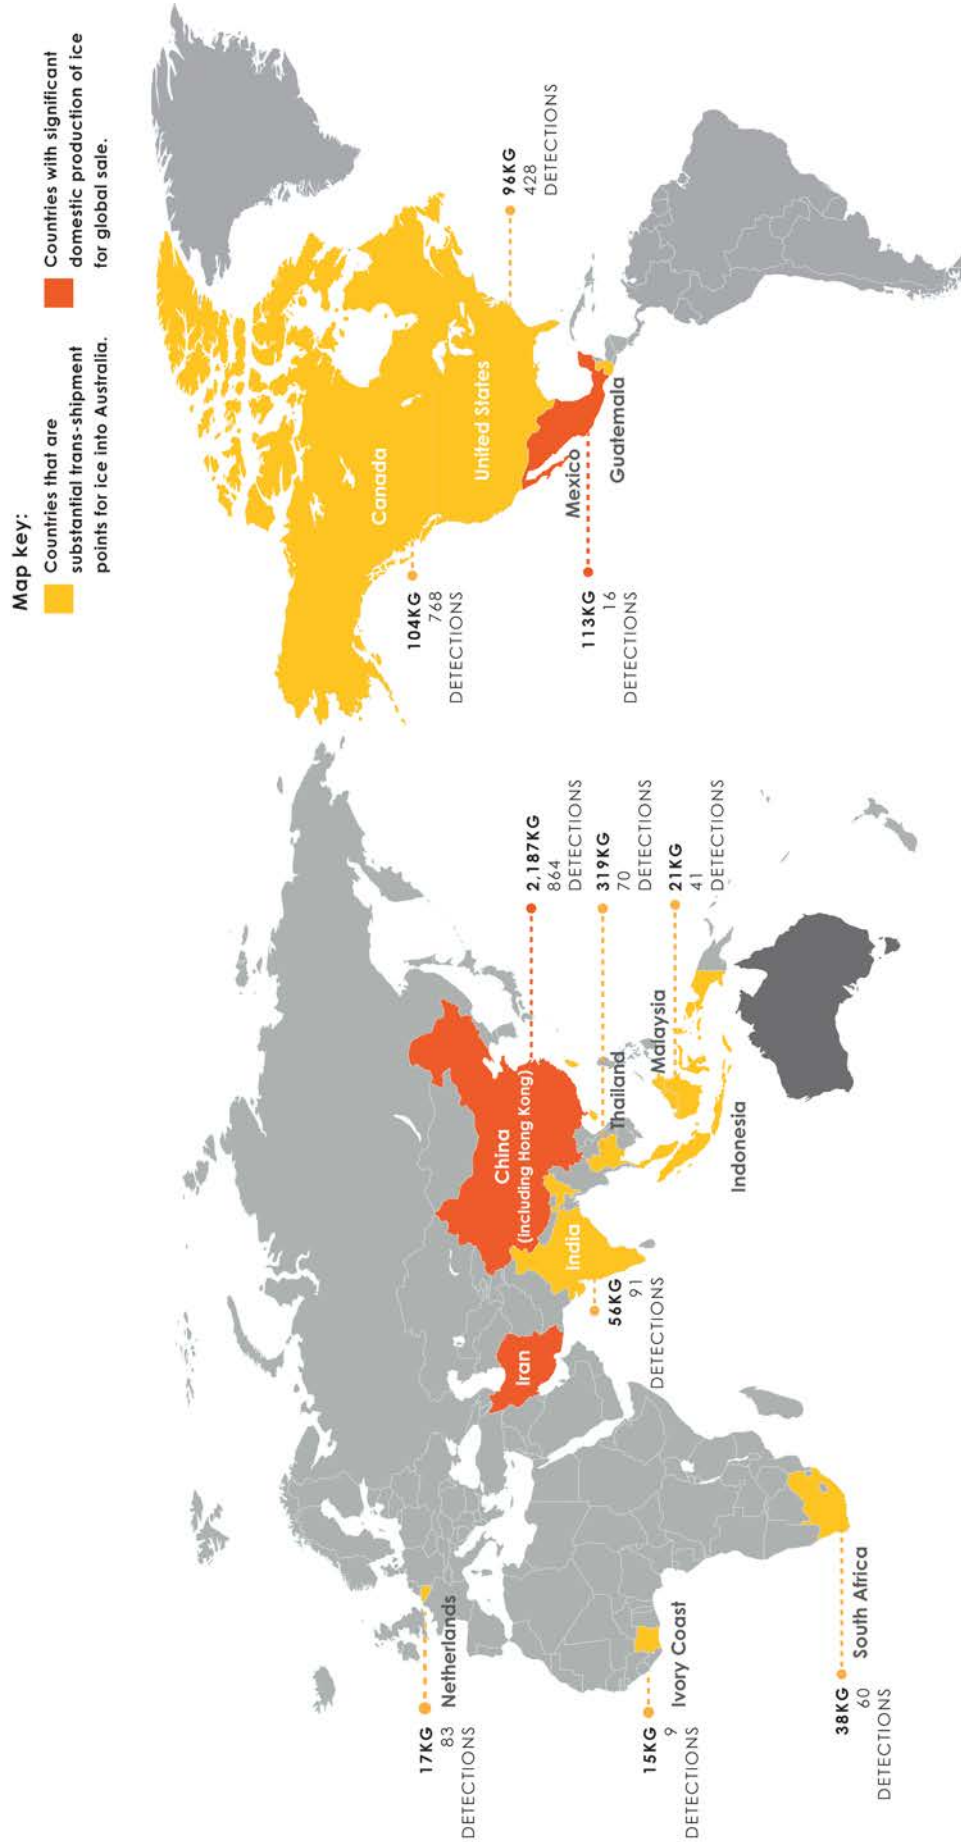 Map key:
Countries that are
substantial trans-shipment
points for ice into Australia.
Countries with significant
domestic production of ice
for global sale.
Canada
United States
Mexico
Guatemala
104KG
768
DETECTIONS
96KG
428
DETECTIONS
113KG
16
DETECTIONS
17KG
83
DETECTIONS
Netherlands
15KG
9
DETECTIONS
Ivory Coast
38KG
60
DETECTIONS
South Africa
Iran
India
56KG
91
DETECTIONS
China
(including Hong Kong)
2,187KG
864
DETECTIONS
Thailand
319KG
70
DETECTIONS
Malaysia
21KG
41
DETECTIONS
Indonesia